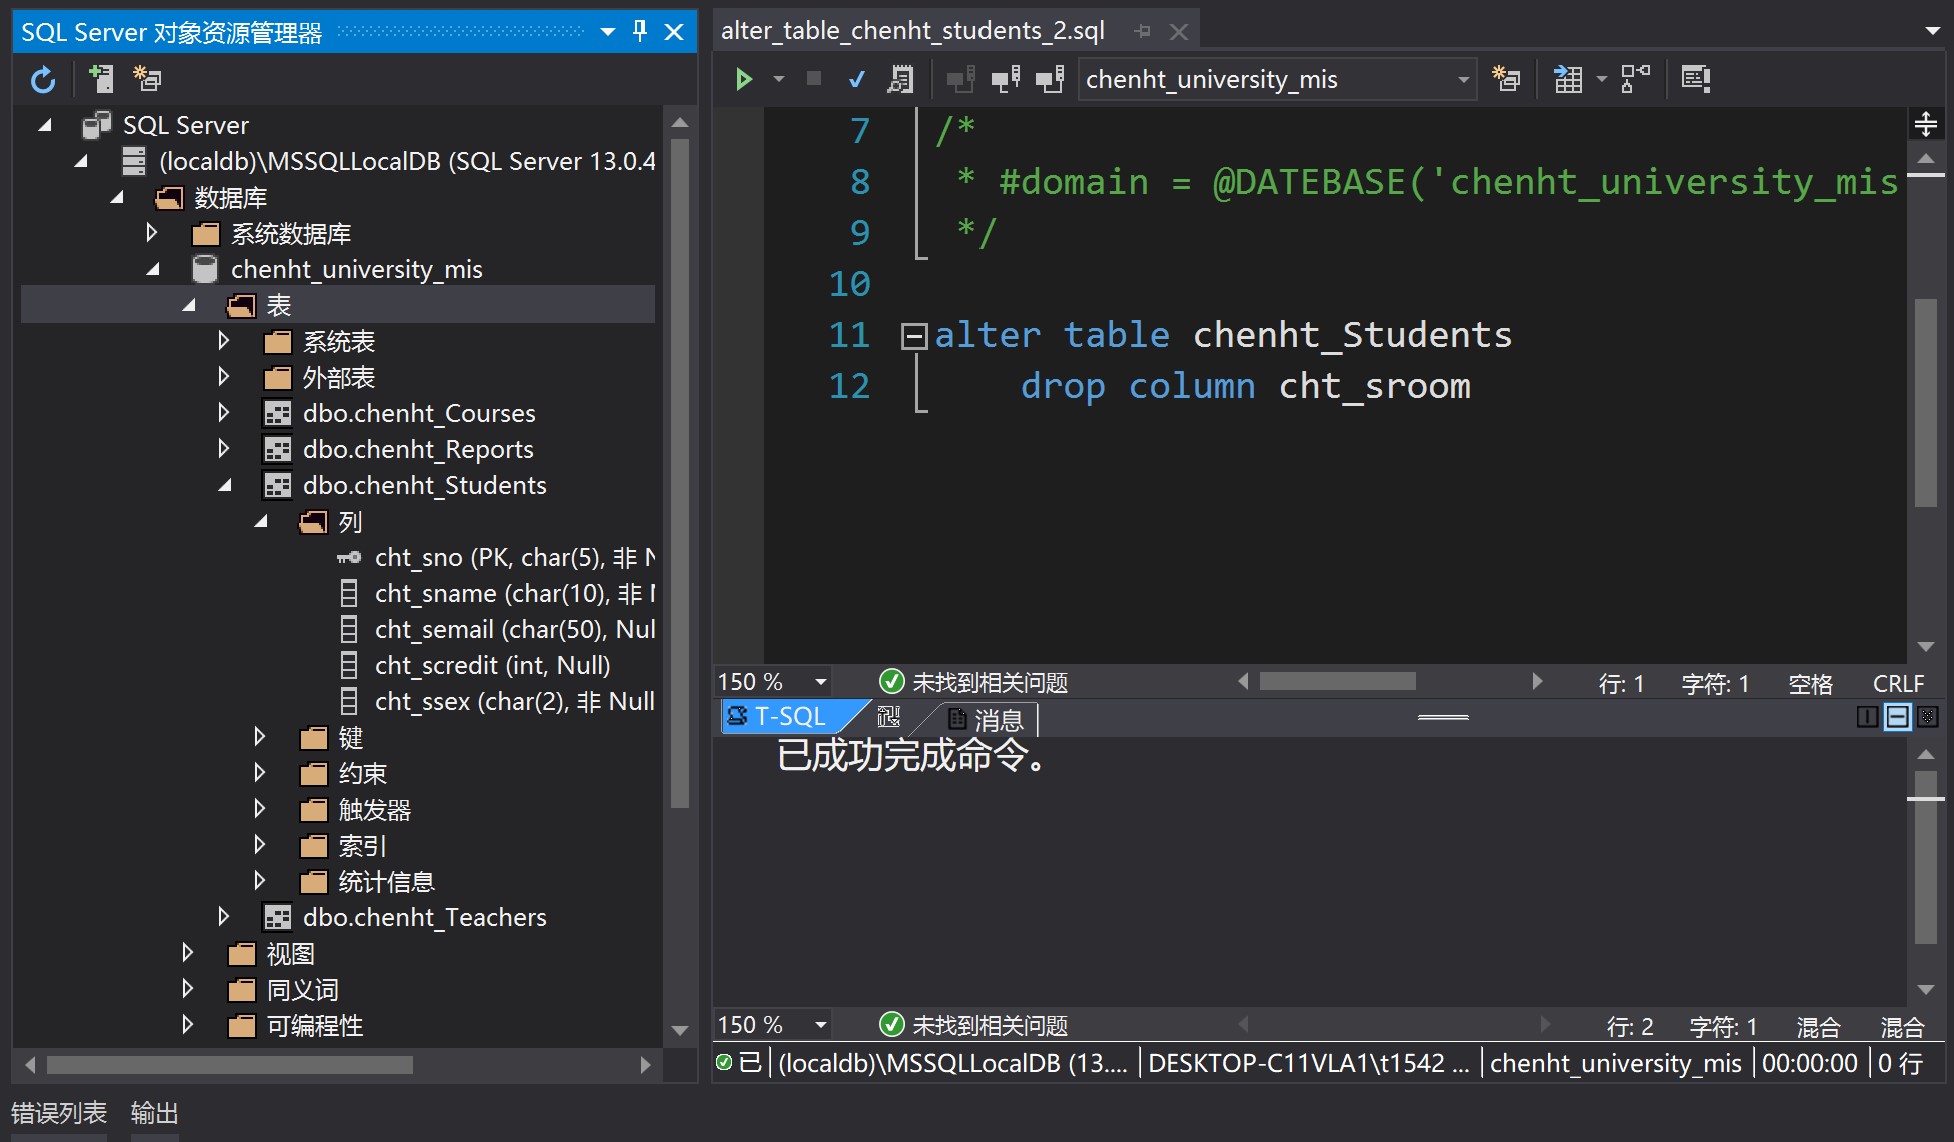 SQL Server 对象资源管理器
SQL Server
(localdb)\MSSQLLocalDB (SQL Server 13.0.4
数据库
系统数据库
chenht_university_mis
表
系统表
外部表
dbo.chenht_Courses
dbo.chenht_Reports
dbo.chenht_Students
列
cht_sno (PK, char(5), 非 N
cht_sname (char(10), 非 N
cht_semail (char(50), Nul
cht_scredit (int, Null)
cht_ssex (char(2), 非 Null
键
约束
触发器
索引
统计信息
dbo.chenht_Teachers
视图
同义词
可编程性
alter_table_chenht_students_2.sql
chenht_university_mis
7 /*
8 * #domain = @DATEBASE('chenht_university_mis
9 */
10
11 alter table chenht_Students
12 drop column cht_sroom
150 % 未找到相关问题 行: 1 字符: 1 空格 CRLF
T-SQL 消息
已成功完成命令。
150 % 未找到相关问题 行: 2 字符: 1 混合 混合
已 (localdb)\MSSQLLocalDB (13.... DESKTOP-C11VLA1\t1542 ... chenht_university_mis 00:00:00 0 行
错误列表 输出